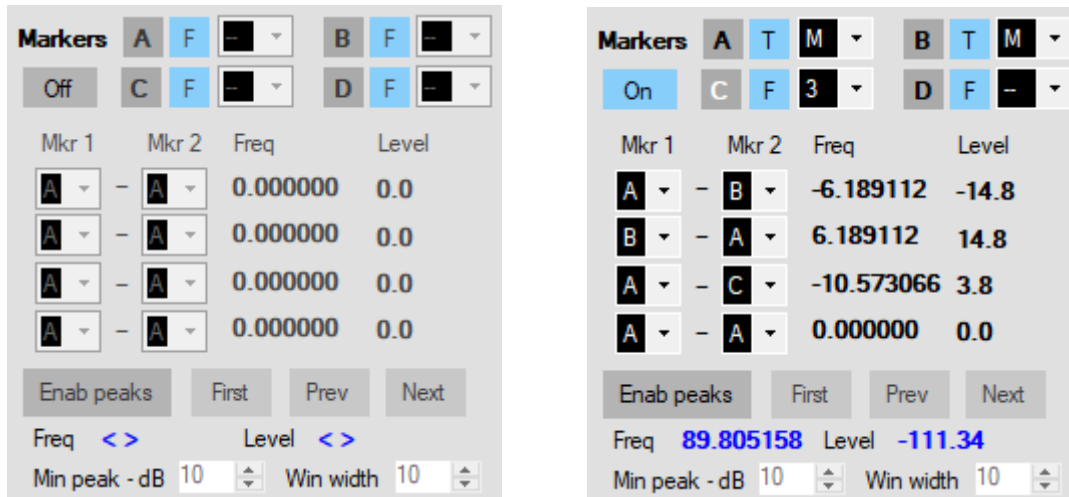 Markers A F -- B F --
Off C F -- D F --
Mkr 1 Mkr 2 Freq Level
A - A 0.000000 0.0
A - A 0.000000 0.0
A - A 0.000000 0.0
A - A 0.000000 0.0
Enab peaks First Prev Next
Freq < > Level < >
Min peak - dB 10 Win width 10
Markers A T M B T M
On C F 3 D F --
Mkr 1 Mkr 2 Freq Level
A - B -6.189112 -14.8
B - A 6.189112 14.8
A - C -10.573066 3.8
A - A 0.000000 0.0
Enab peaks First Prev Next
Freq 89.805158 Level -111.34
Min peak - dB 10 Win width 10